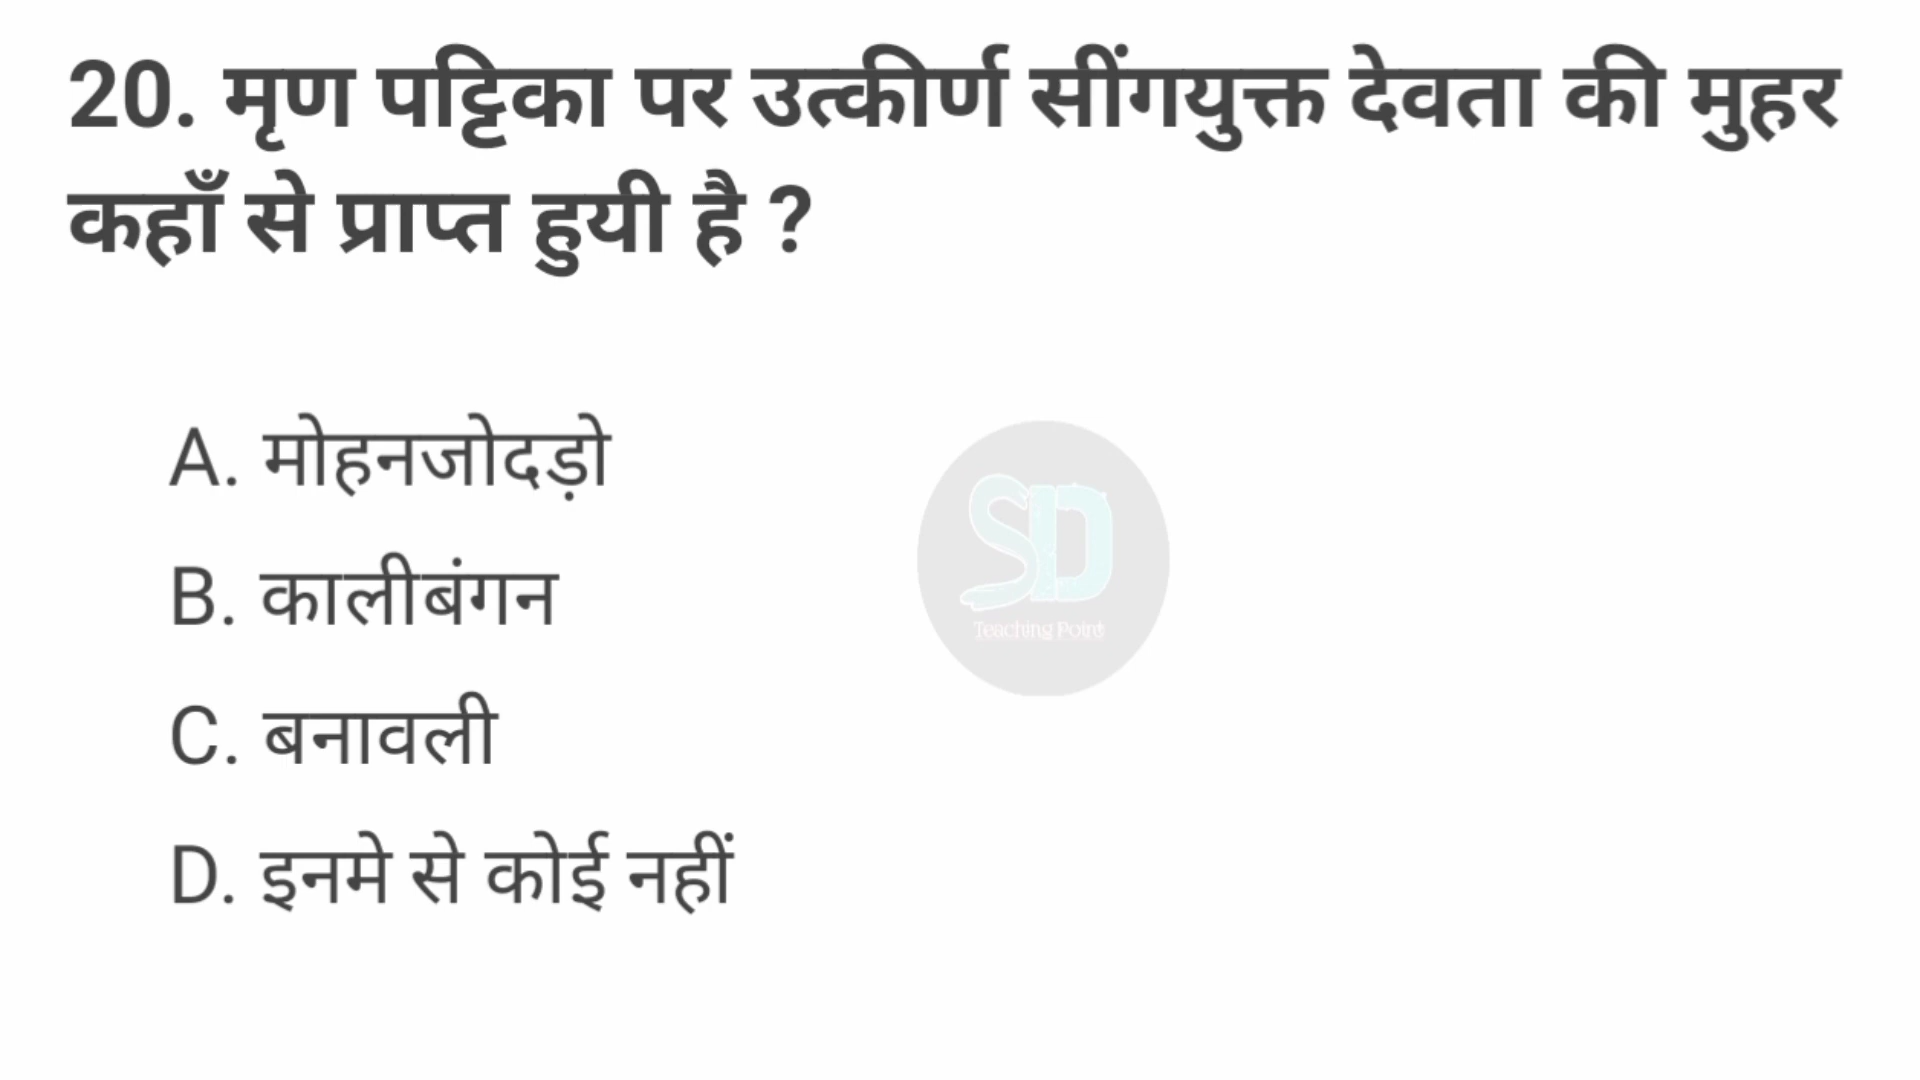 20. मृण पट्टिका पर उत्कीर्ण सींगयुक्त देवता की मुहर
कहाँ से प्राप्त हुयी है ?
A. मोहनजोदड़ो
B. कालीबंगन
C. बनावली
D. इनमे से कोई नहीं
SD
Teaching Point